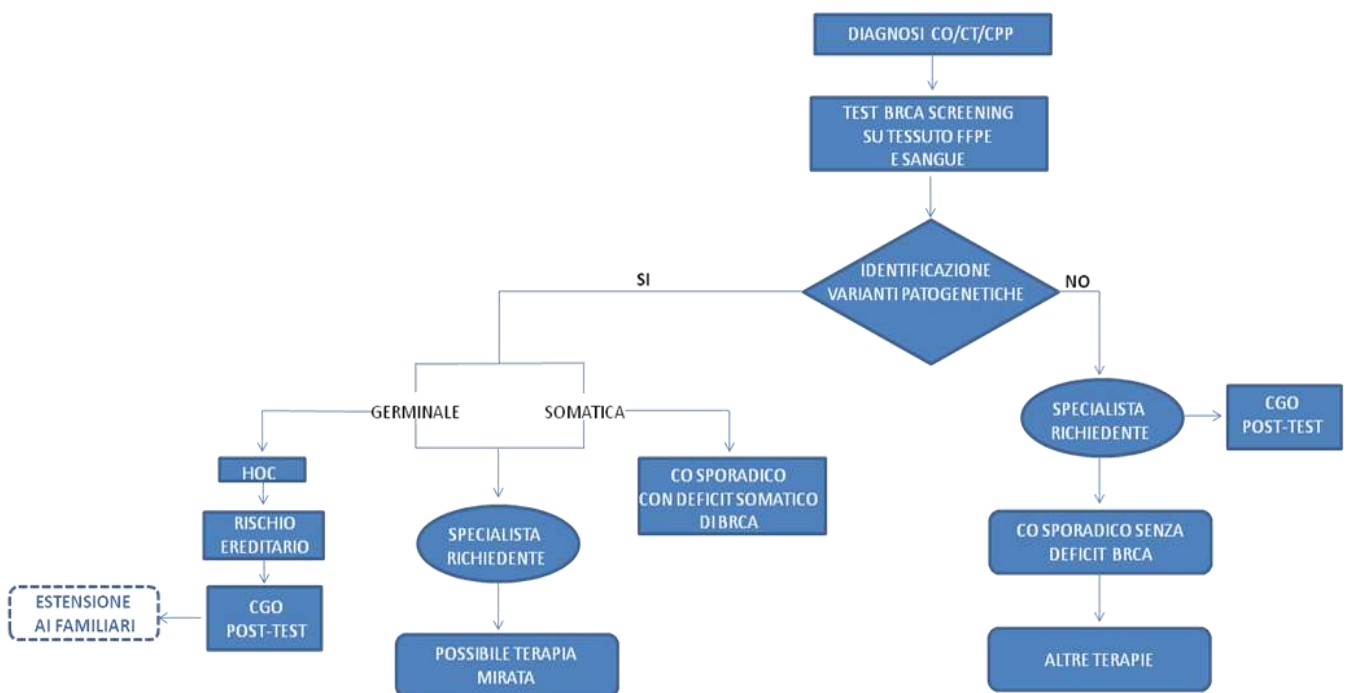 DIAGNOSI CO/CT/CPP
TEST BRCA SCREENING
SU TESSUTO FFPE
E SANGUE
IDENTIFICAZIONE
VARIANTI PATOGENETICHE
SI
NO
GERMINALE
SOMATICA
SPECIALISTA
RICHIEDENTE
CGO
POST-TEST
HOC
CO SPORADICO
CON DEFICIT SOMATICO
DI BRCA
RISCHIO
EREDITARIO
SPECIALISTA
RICHIEDENTE
CO SPORADICO SENZA
DEFICIT BRCA
ESTENSIONE
AI FAMILIARI
CGO
POST-TEST
POSSIBILE TERAPIA
MIRATA
ALTRE TERAPIE